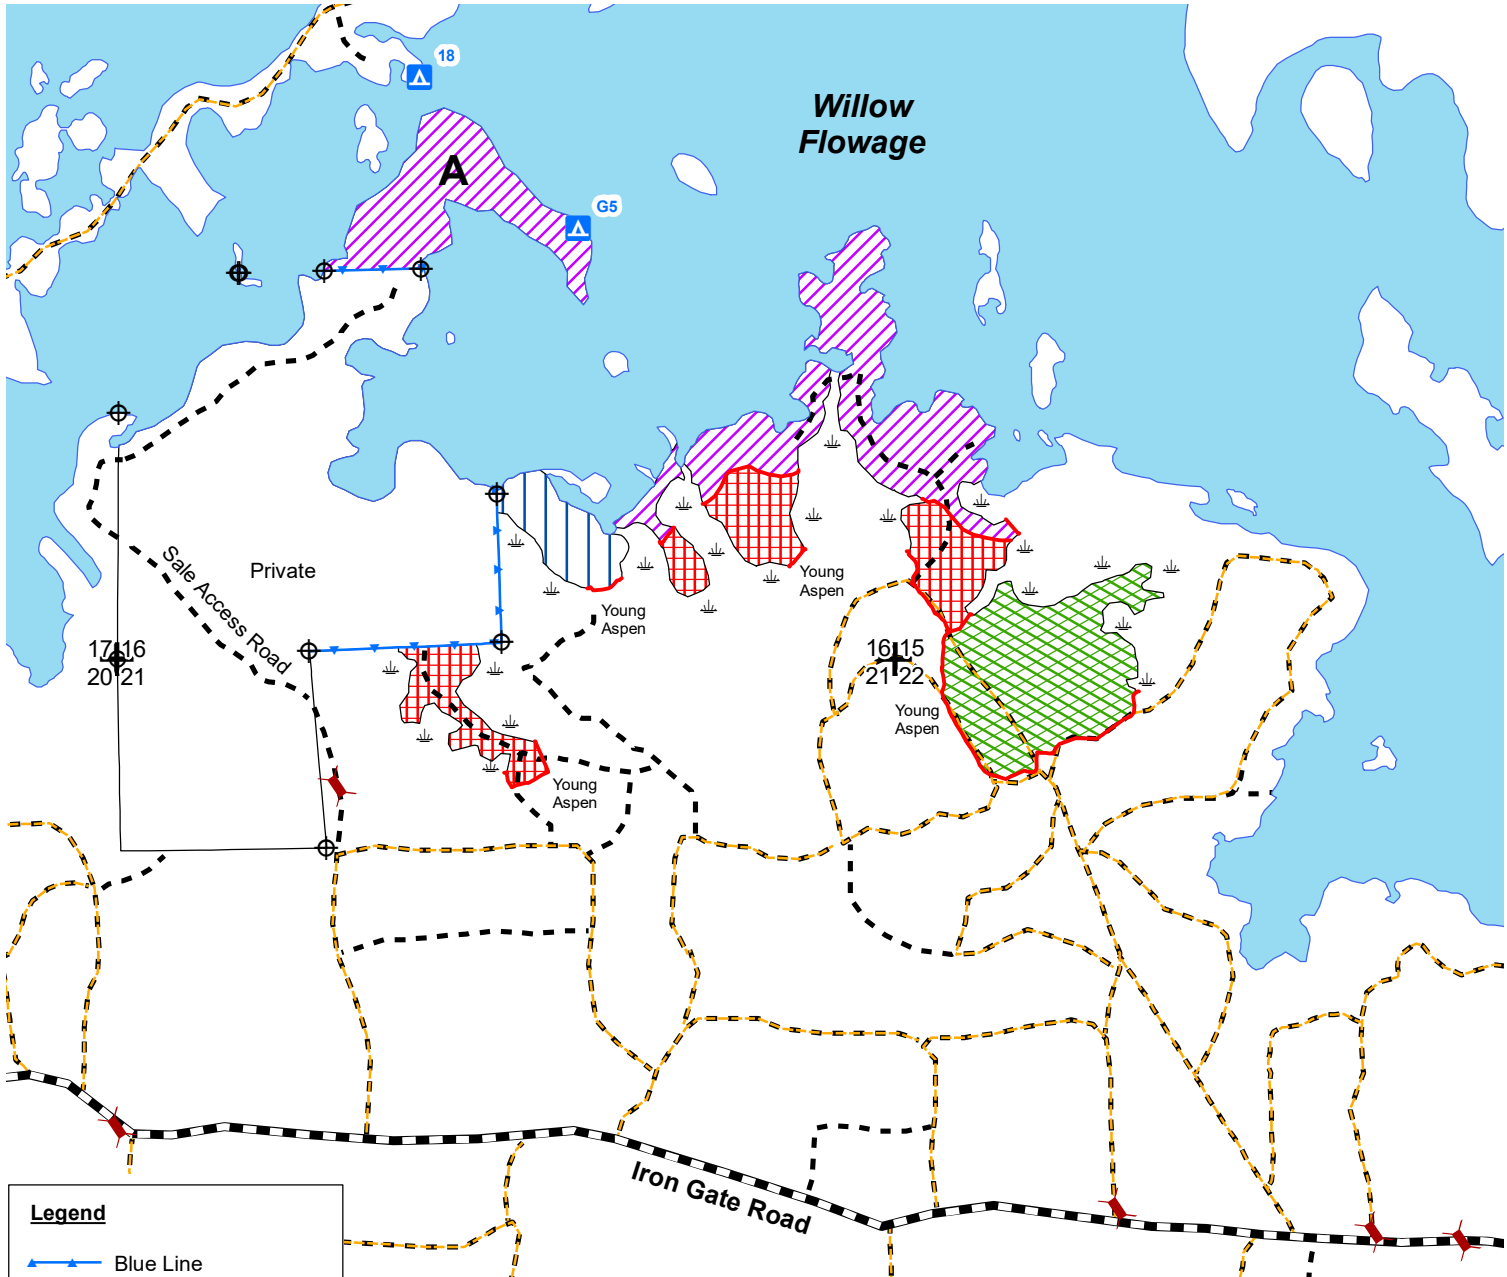 18
Willow
Flowage
A
G5
Sale Access Road
Private
Young
Aspen
Young
Aspen
17 16
20 21
16 15
21 22
Young
Aspen
Young
Aspen
Iron Gate Road
Legend
Blue Line